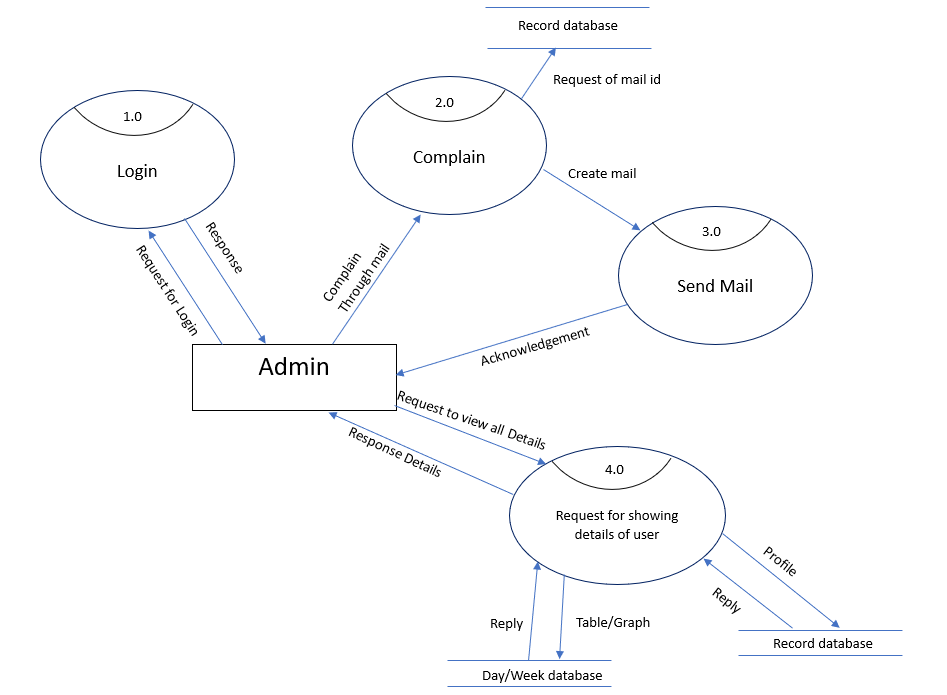 Record database
Request of mail id
1.0
Login
2.0
Complain
Create mail
3.0
Send Mail
Request for Login
Response
Complain
Through mail
Admin
Acknowledgement
Request to view all Details
Response Details
4.0
Request for showing
details of user
Profile
Reply
Reply
Table/Graph
Record database
Day/Week database